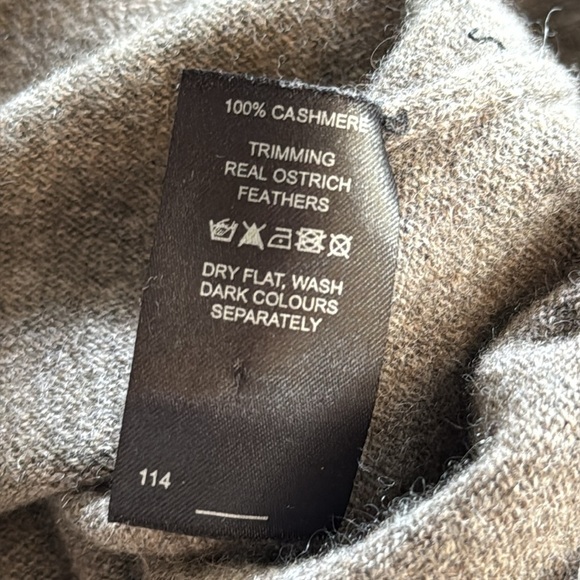 100% CASHMERE
TRIMMING
REAL OSTRICH
FEATHERS
DRY FLAT, WASH
DARK COLOURS
SEPARATELY
114